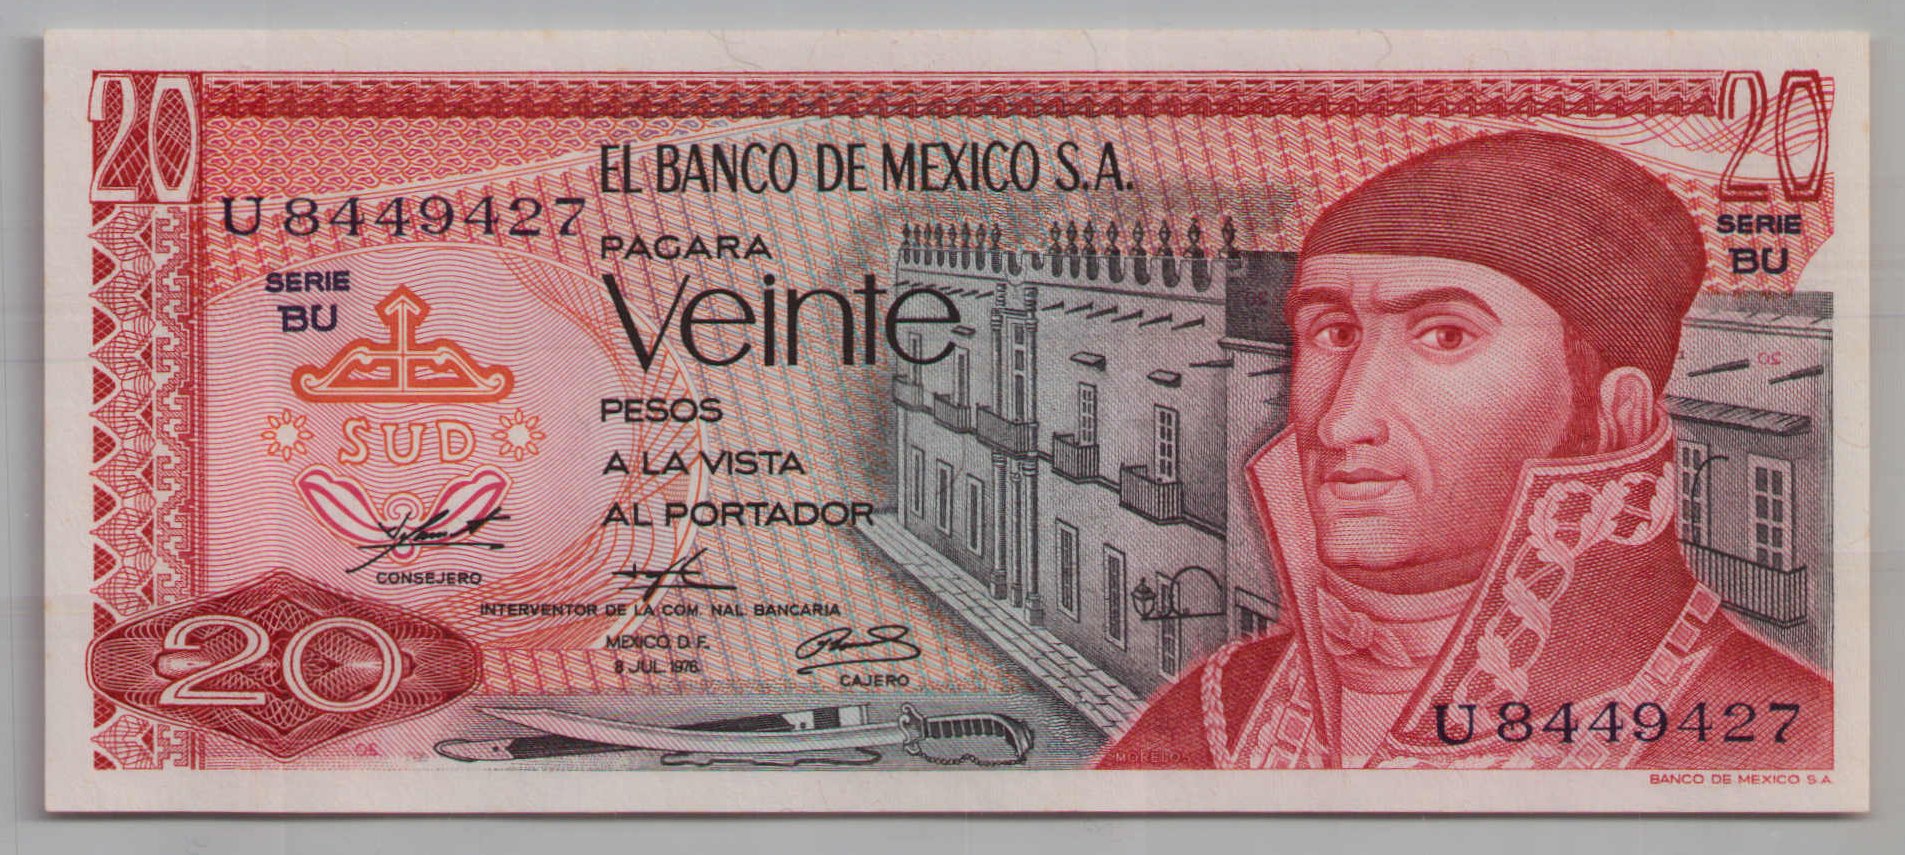 20
20
EL BANCO DE MEXICO S.A.
U 8449427
PAGARA
SERIE
BU
SERIE
BU
Veinte
PESOS
SUD
A LA VISTA
AL PORTADOR
CONSEJERO
INTERVENTOR DE LA COM. NAL. BANCARIA
MEXICO, D. F.,
8 JUL. 1976.
CAJERO
20
U 8449427
MORELOS
BANCO DE MEXICO S.A.